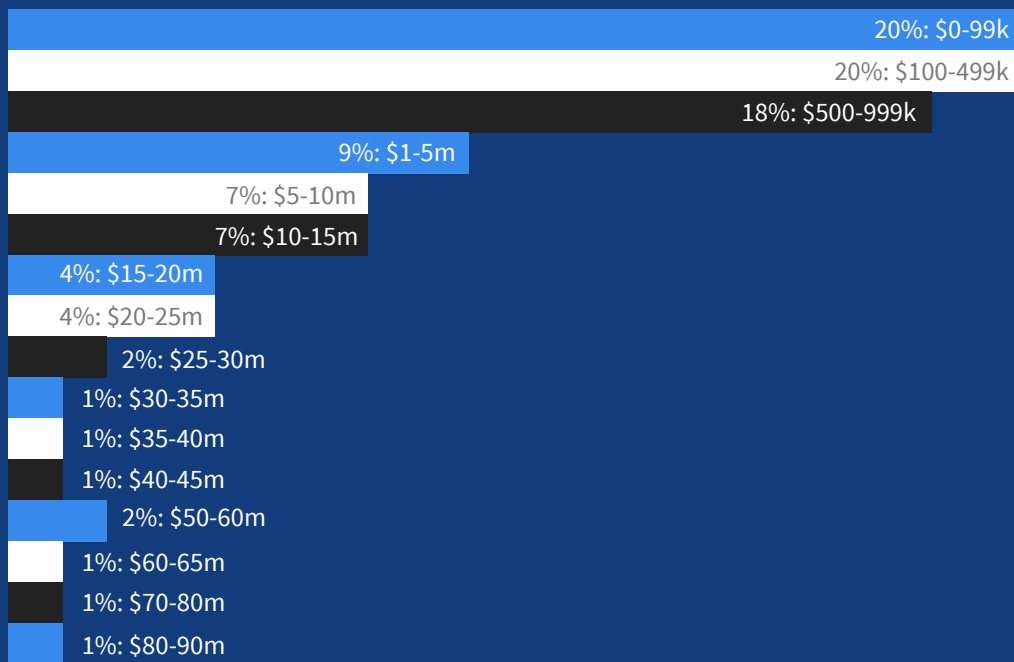 20%: $0-99k
20%: $100-499k
18%: $500-999k
9%: $1-5m
7%: $5-10m
7%: $10-15m
4%: $15-20m
4%: $20-25m
2%: $25-30m
1%: $30-35m
1%: $35-40m
1%: $40-45m
2%: $50-60m
1%: $60-65m
1%: $70-80m
1%: $80-90m